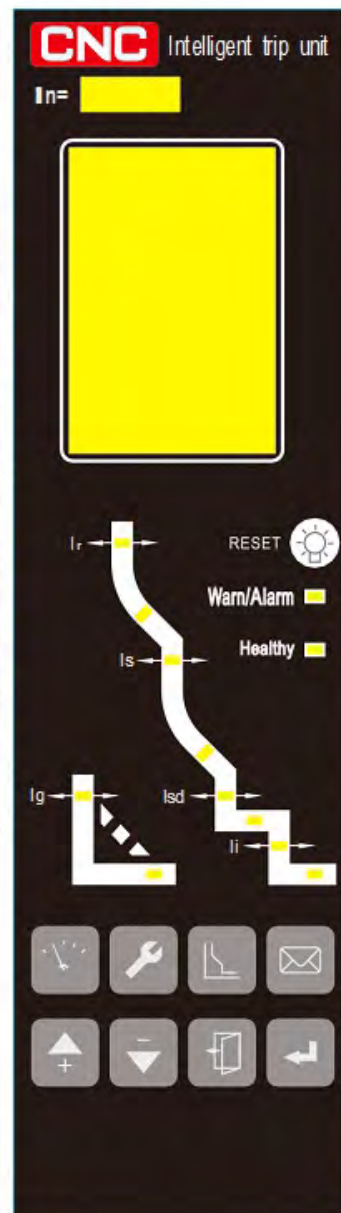 CNC Intelligent trip unit
In=
Ir
RESET
Warn/Alarm
Is
Healthy
Ig
Isd
Ii
+
−